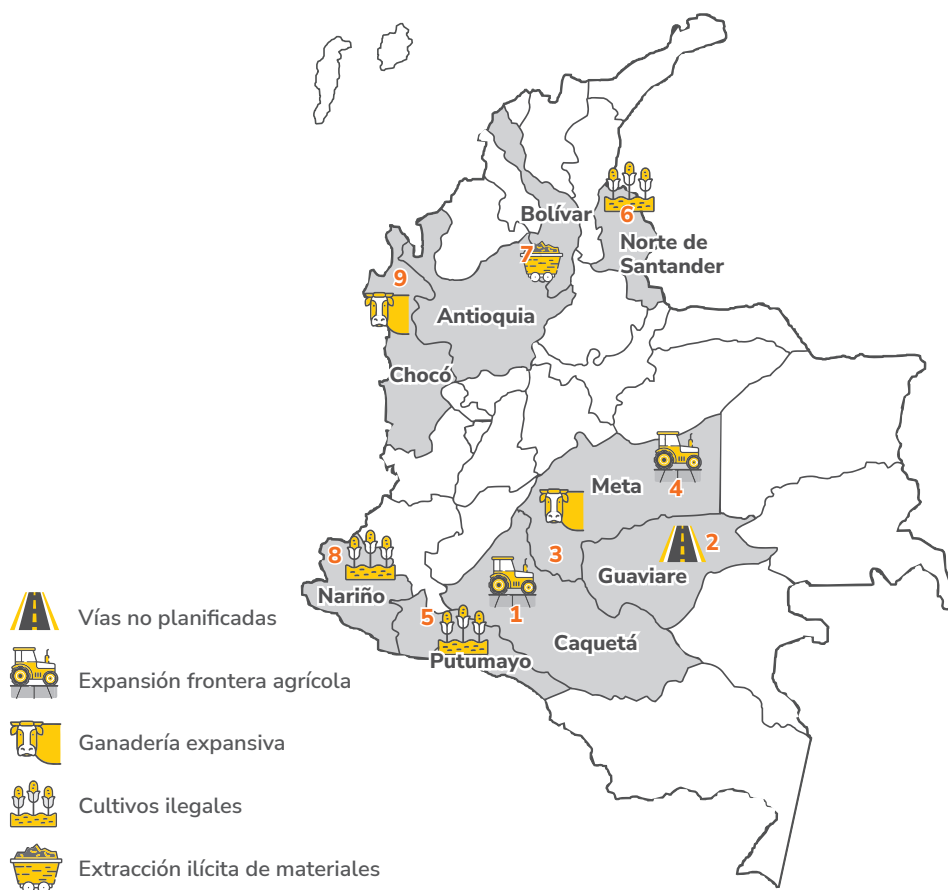 Bolívar
6
Norte de
Santander
7
9
Antioquia
Chocó
Meta
4
3
2
Guaviare
8
Nariño
5
1
Caquetá
Putumayo
Vías no planificadas
Expansión frontera agrícola
Ganadería expansiva
Cultivos ilegales
Extracción ilícita de materiales